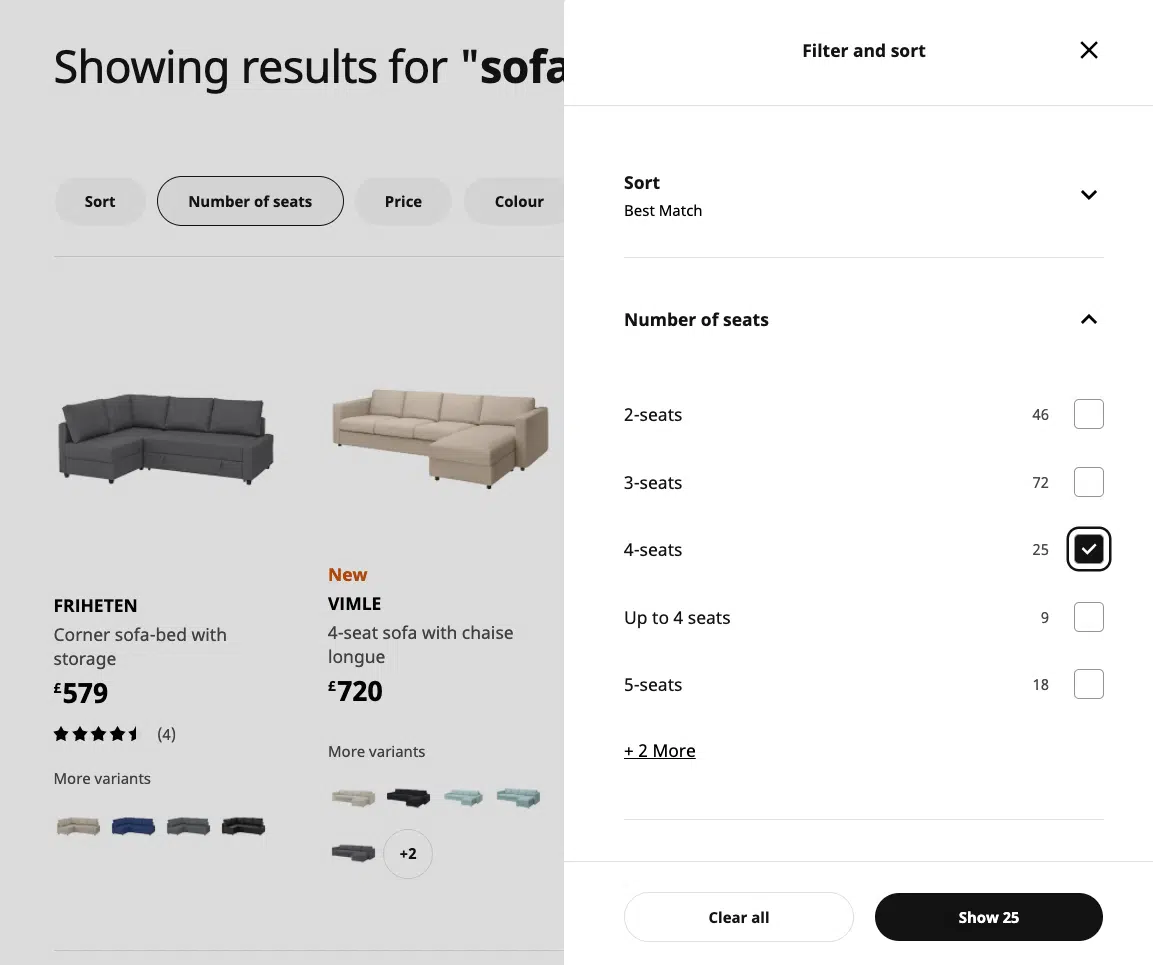 Showing results for "sofa
Sort
Number of seats
Price
Colour
FRIHETEN
Corner sofa-bed with
storage
£579
(4)
More variants
New
VIMLE
4-seat sofa with chaise
longue
£720
More variants
+2
Filter and sort
Sort
Best Match
Number of seats
2-seats 46
3-seats 72
4-seats 25
Up to 4 seats 9
5-seats 18
+ 2 More
Clear all
Show 25